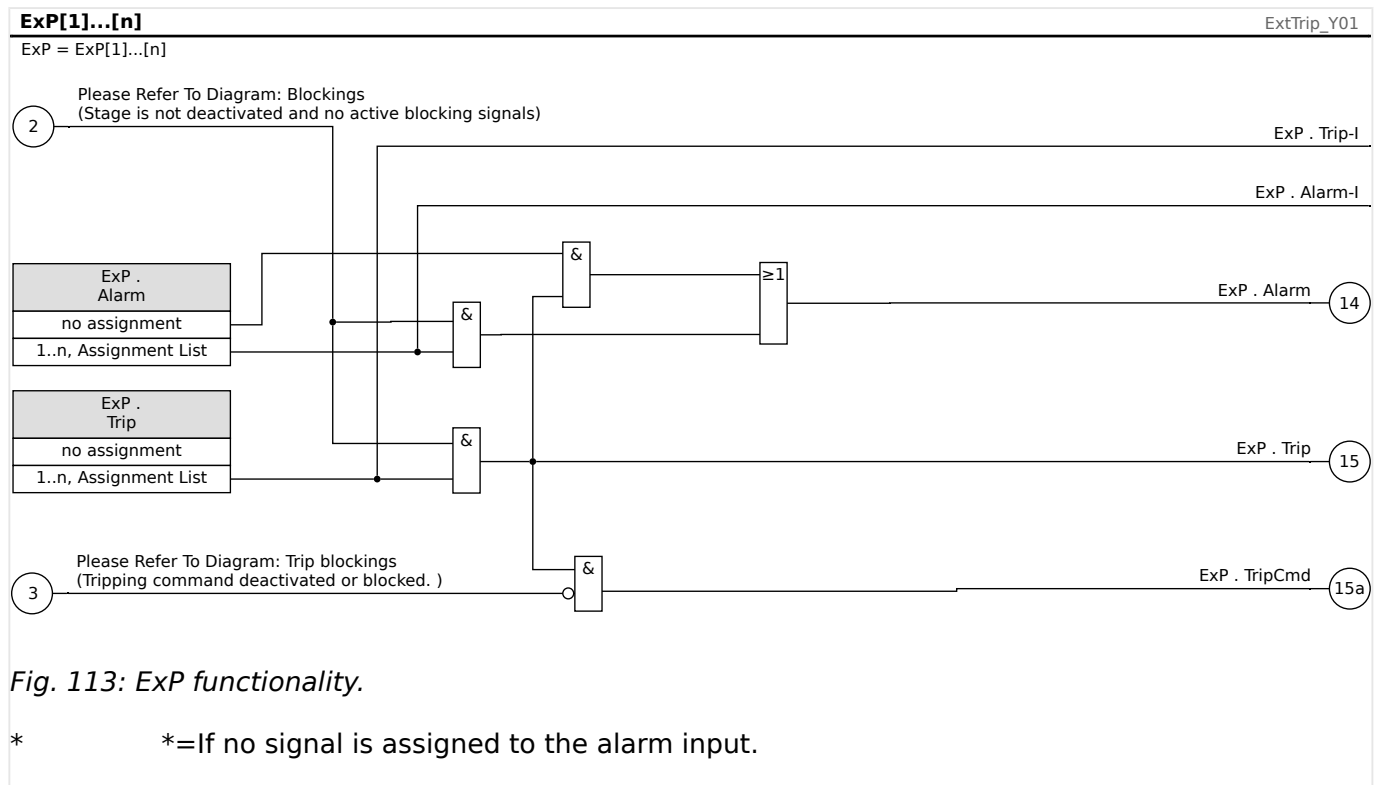 ExP[1]...[n]
ExtTrip_Y01
ExP = ExP[1]...[n]
Please Refer To Diagram: Blockings
(Stage is not deactivated and no active blocking signals)
2
ExP . Trip-I
ExP . Alarm-I
&
ExP .
Alarm
no assignment
1..n, Assignment List
&
≥1
ExP . Alarm
14
ExP .
Trip
no assignment
1..n, Assignment List
&
ExP . Trip
15
Please Refer To Diagram: Trip blockings
(Tripping command deactivated or blocked. )
3
&
ExP . TripCmd
15a
Fig. 113: ExP functionality.
* *=If no signal is assigned to the alarm input.